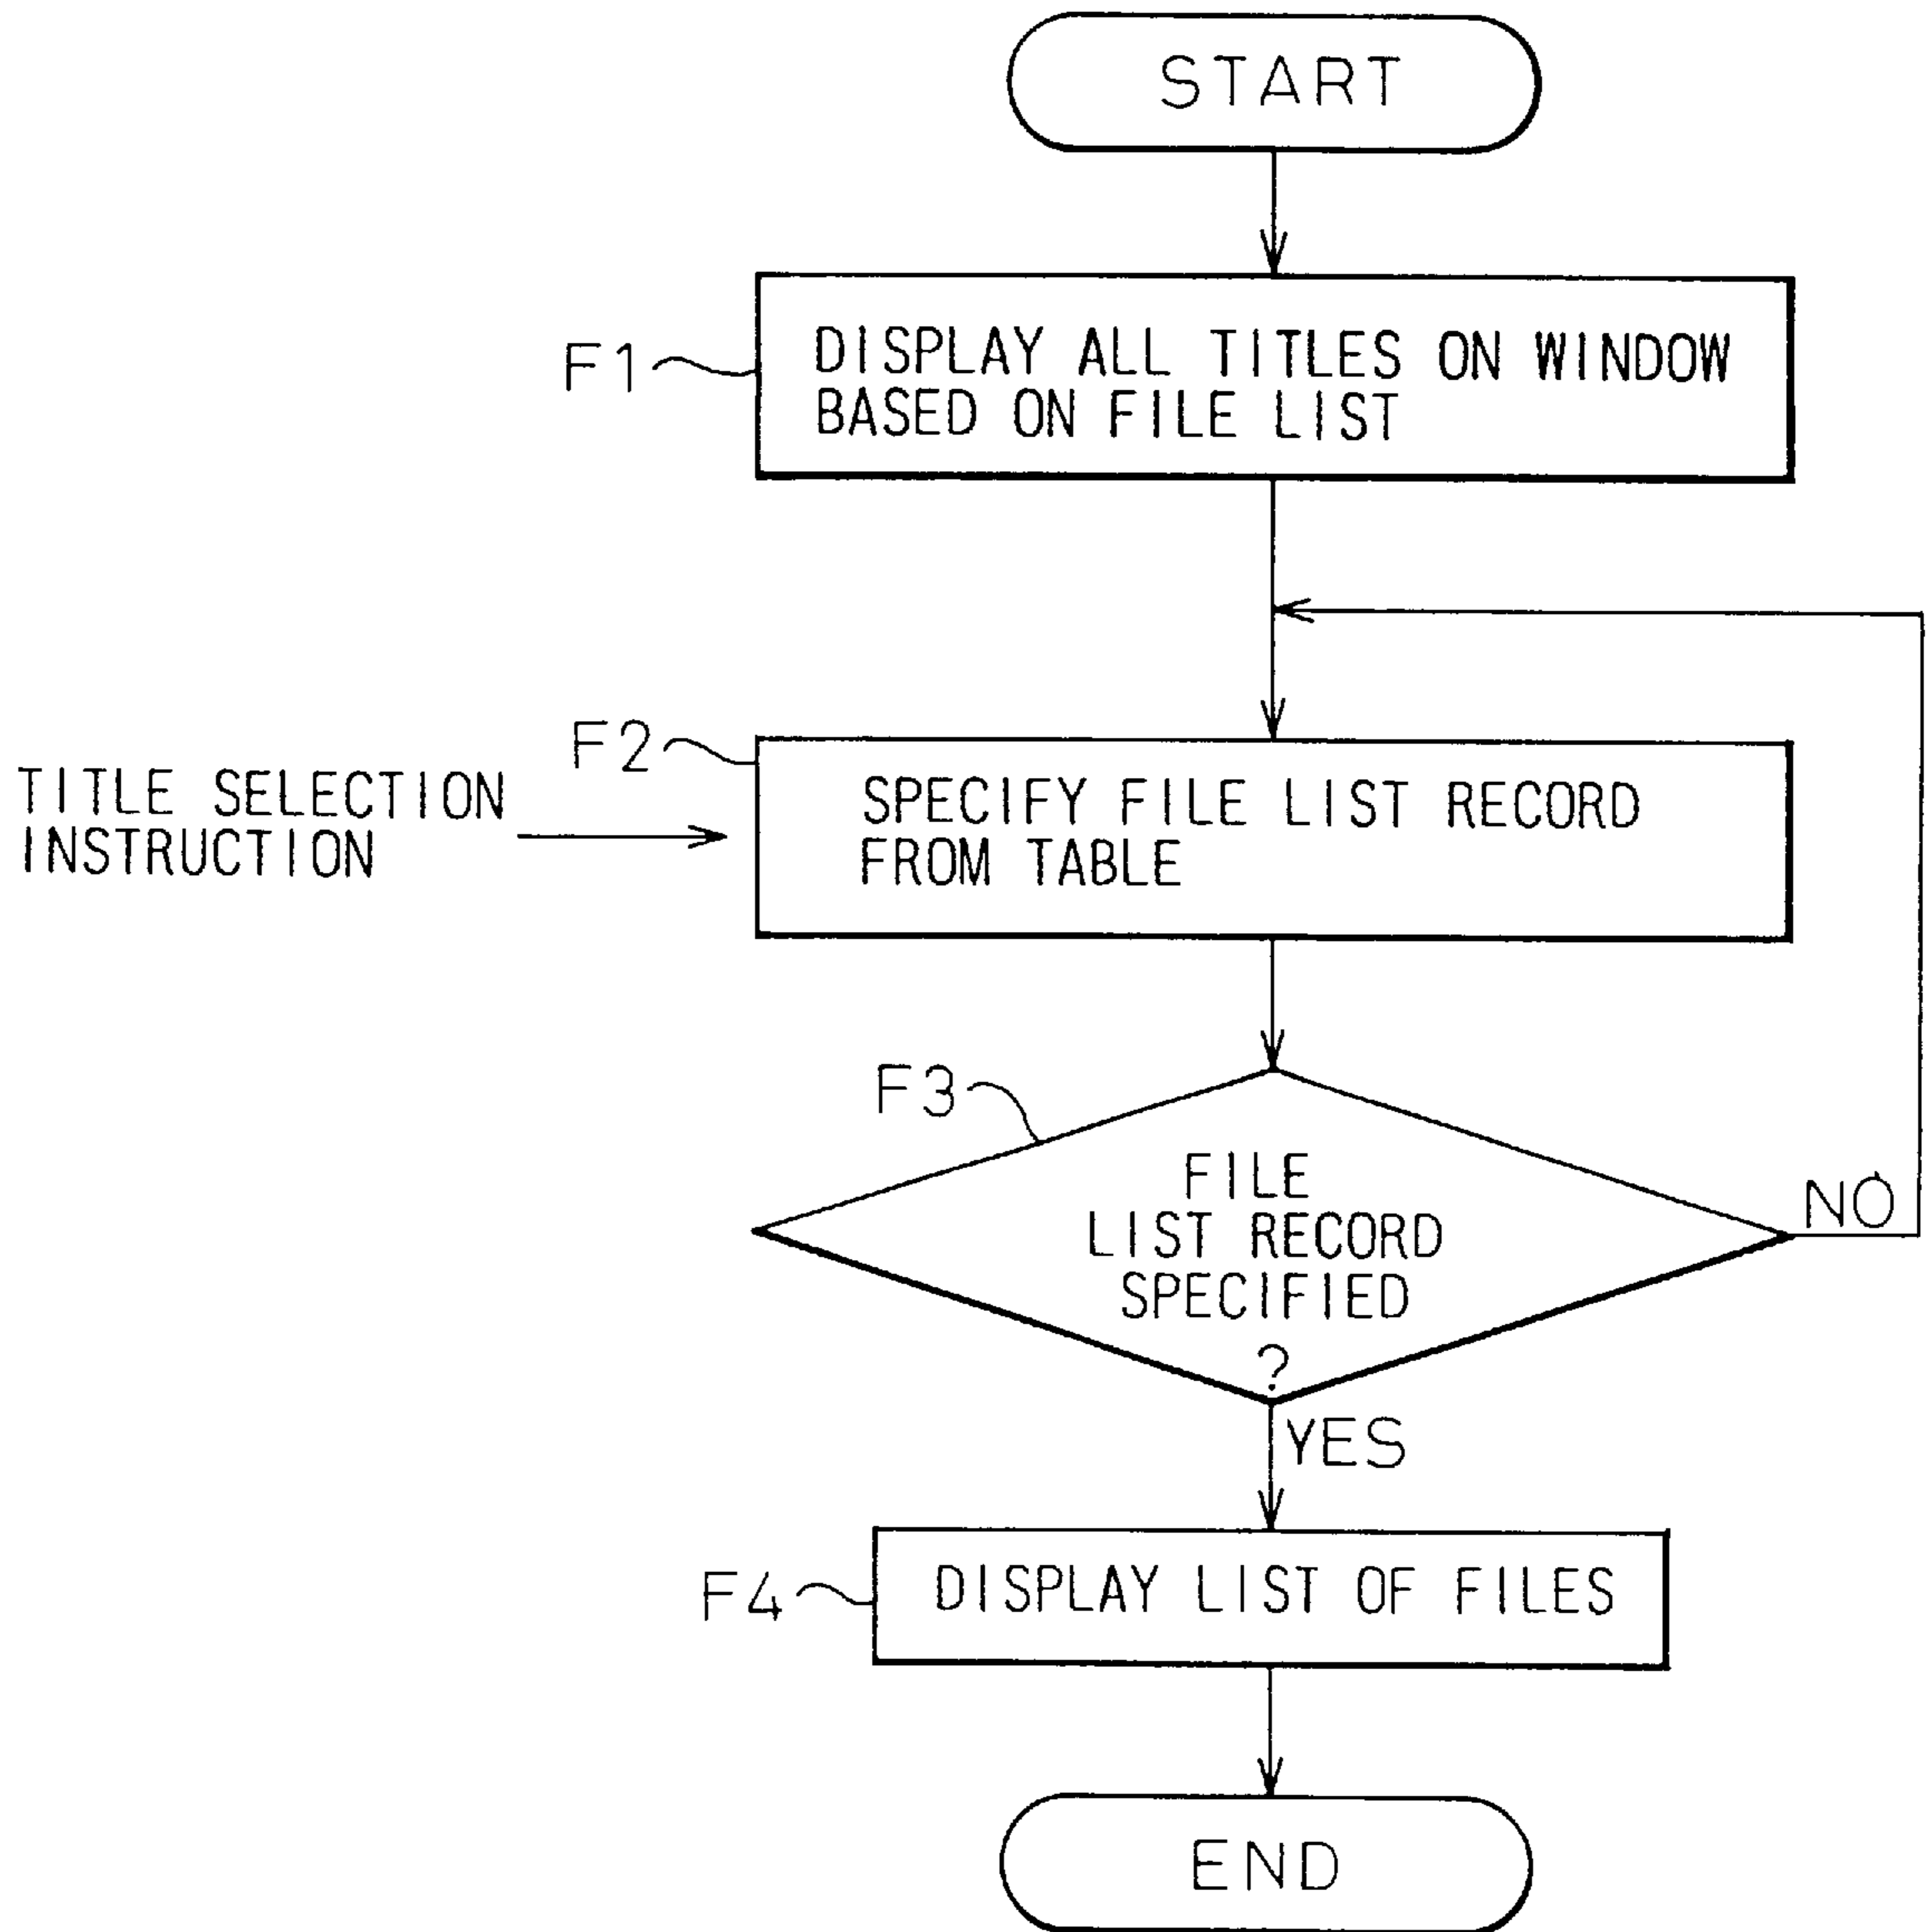 START
F1
DISPLAY ALL TITLES ON WINDOW
BASED ON FILE LIST
F2
TITLE SELECTION
INSTRUCTION
SPECIFY FILE LIST RECORD
FROM TABLE
F3
FILE
LIST RECORD
SPECIFIED
?
NO
YES
F4
DISPLAY LIST OF FILES
END